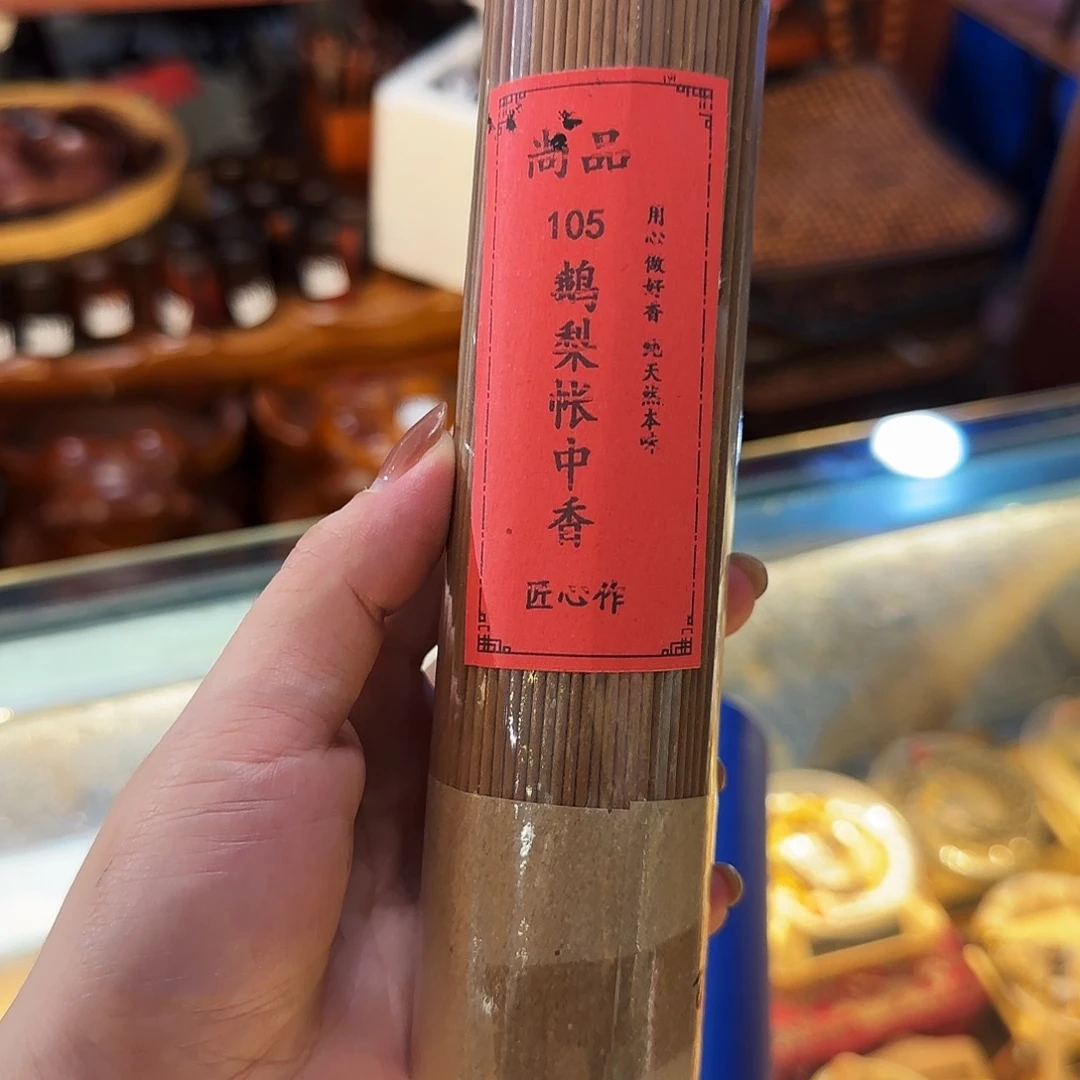 尚品
105
鹅梨帐中香
用心做好香 纯天然本味
匠心作